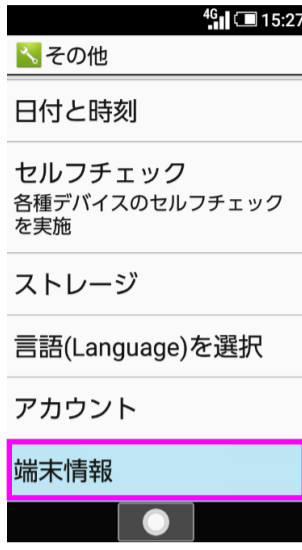 4G 15:27
その他
日付と時刻
セルフチェック
各種デバイスのセルフチェック
を実施
ストレージ
言語(Language)を選択
アカウント
端末情報